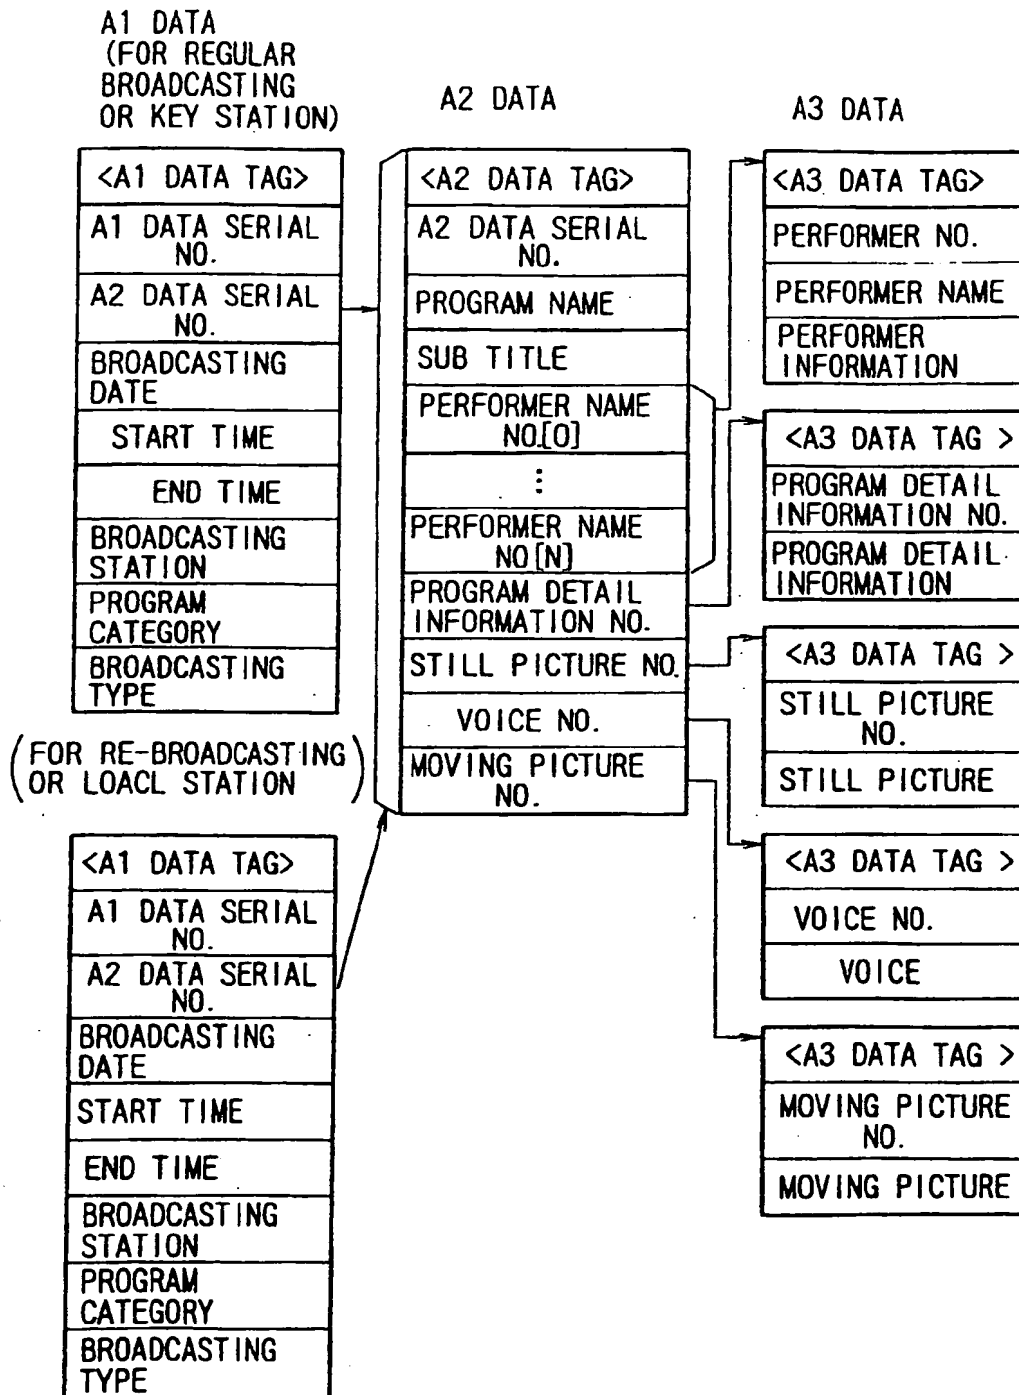 A1 DATA
(FOR REGULAR
BROADCASTING
OR KEY STATION)
<A1 DATA TAG>
A1 DATA SERIAL
NO.
A2 DATA SERIAL
NO.
BROADCASTING
DATE
START TIME
END TIME
BROADCASTING
STATION
PROGRAM
CATEGORY
BROADCASTING
TYPE
(FOR RE-BROADCASTING
OR LOACL STATION)
<A1 DATA TAG>
A1 DATA SERIAL
NO.
A2 DATA SERIAL
NO.
BROADCASTING
DATE
START TIME
END TIME
BROADCASTING
STATION
PROGRAM
CATEGORY
BROADCASTING
TYPE
A2 DATA
<A2 DATA TAG>
A2 DATA SERIAL
NO.
PROGRAM NAME
SUB TITLE
PERFORMER NAME
NO.[0]
⋮
PERFORMER NAME
NO[N]
PROGRAM DETAIL
INFORMATION NO.
STILL PICTURE NO.
VOICE NO.
MOVING PICTURE
NO.
A3 DATA
<A3 DATA TAG>
PERFORMER NO.
PERFORMER NAME
PERFORMER
INFORMATION
<A3 DATA TAG >
PROGRAM DETAIL
INFORMATION NO.
PROGRAM DETAIL
INFORMATION
<A3 DATA TAG >
STILL PICTURE
NO.
STILL PICTURE
<A3 DATA TAG >
VOICE NO.
VOICE
<A3 DATA TAG >
MOVING PICTURE
NO.
MOVING PICTURE